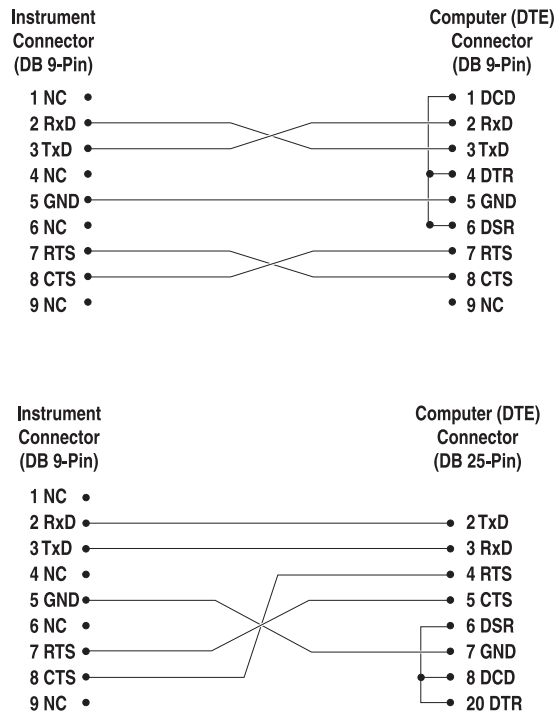 Instrument
Connector
(DB 9-Pin)
1 NC
2 RxD
3 TxD
4 NC
5 GND
6 NC
7 RTS
8 CTS
9 NC
Computer (DTE)
Connector
(DB 9-Pin)
1 DCD
2 RxD
3 TxD
4 DTR
5 GND
6 DSR
7 RTS
8 CTS
9 NC
Instrument
Connector
(DB 9-Pin)
1 NC
2 RxD
3 TxD
4 NC
5 GND
6 NC
7 RTS
8 CTS
9 NC
Computer (DTE)
Connector
(DB 25-Pin)
2 TxD
3 RxD
4 RTS
5 CTS
6 DSR
7 GND
8 DCD
20 DTR